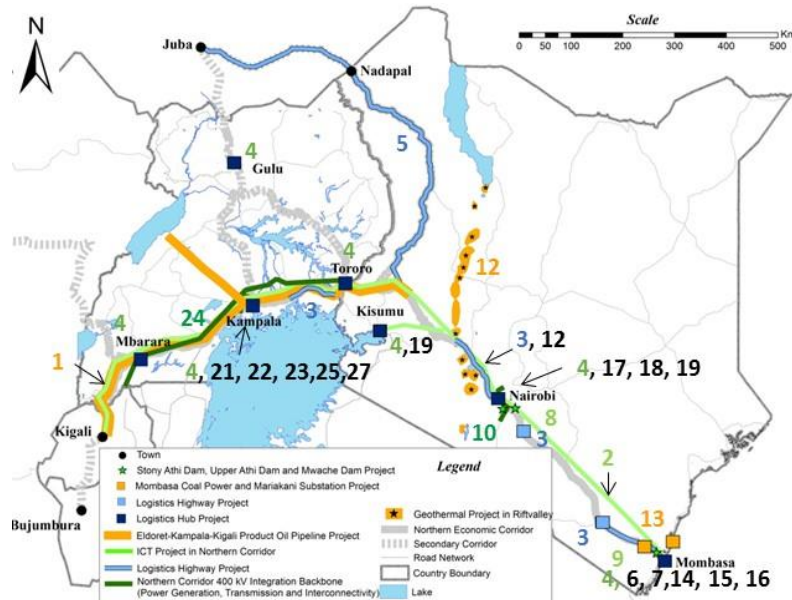 Scale
0 50 100 200 300 400 500 Km
N
Juba
Nadapal
5
4
Gulu
12
4
Tororo
3
Kisumu
24
Kampala
4
Mbarara
4,19
3, 12
4, 21, 22, 23,25,27
4, 17, 18, 19
Nairobi
1
10
8
3
Kigali
2
13
3
9
Mombasa
4, 6, 7,14, 15, 16
Bujumbura
Legend
Town
Stony Athi Dam, Upper Athi Dam and Mwache Dam Project
Mombasa Coal Power and Mariakani Substation Project
Logistics Highway Project
Logistics Hub Project
Eldoret-Kampala-Kigali Product Oil Pipeline Project
ICT Project in Northern Corridor
Logistics Highway Project
Northern Corridor 400 kV Integration Backbone
(Power Generation, Transmission and Interconnectivity)
Geothermal Project in Riftvalley
Northern Economic Corridor
Secondary Corridor
Road Network
Country Boundary
Lake